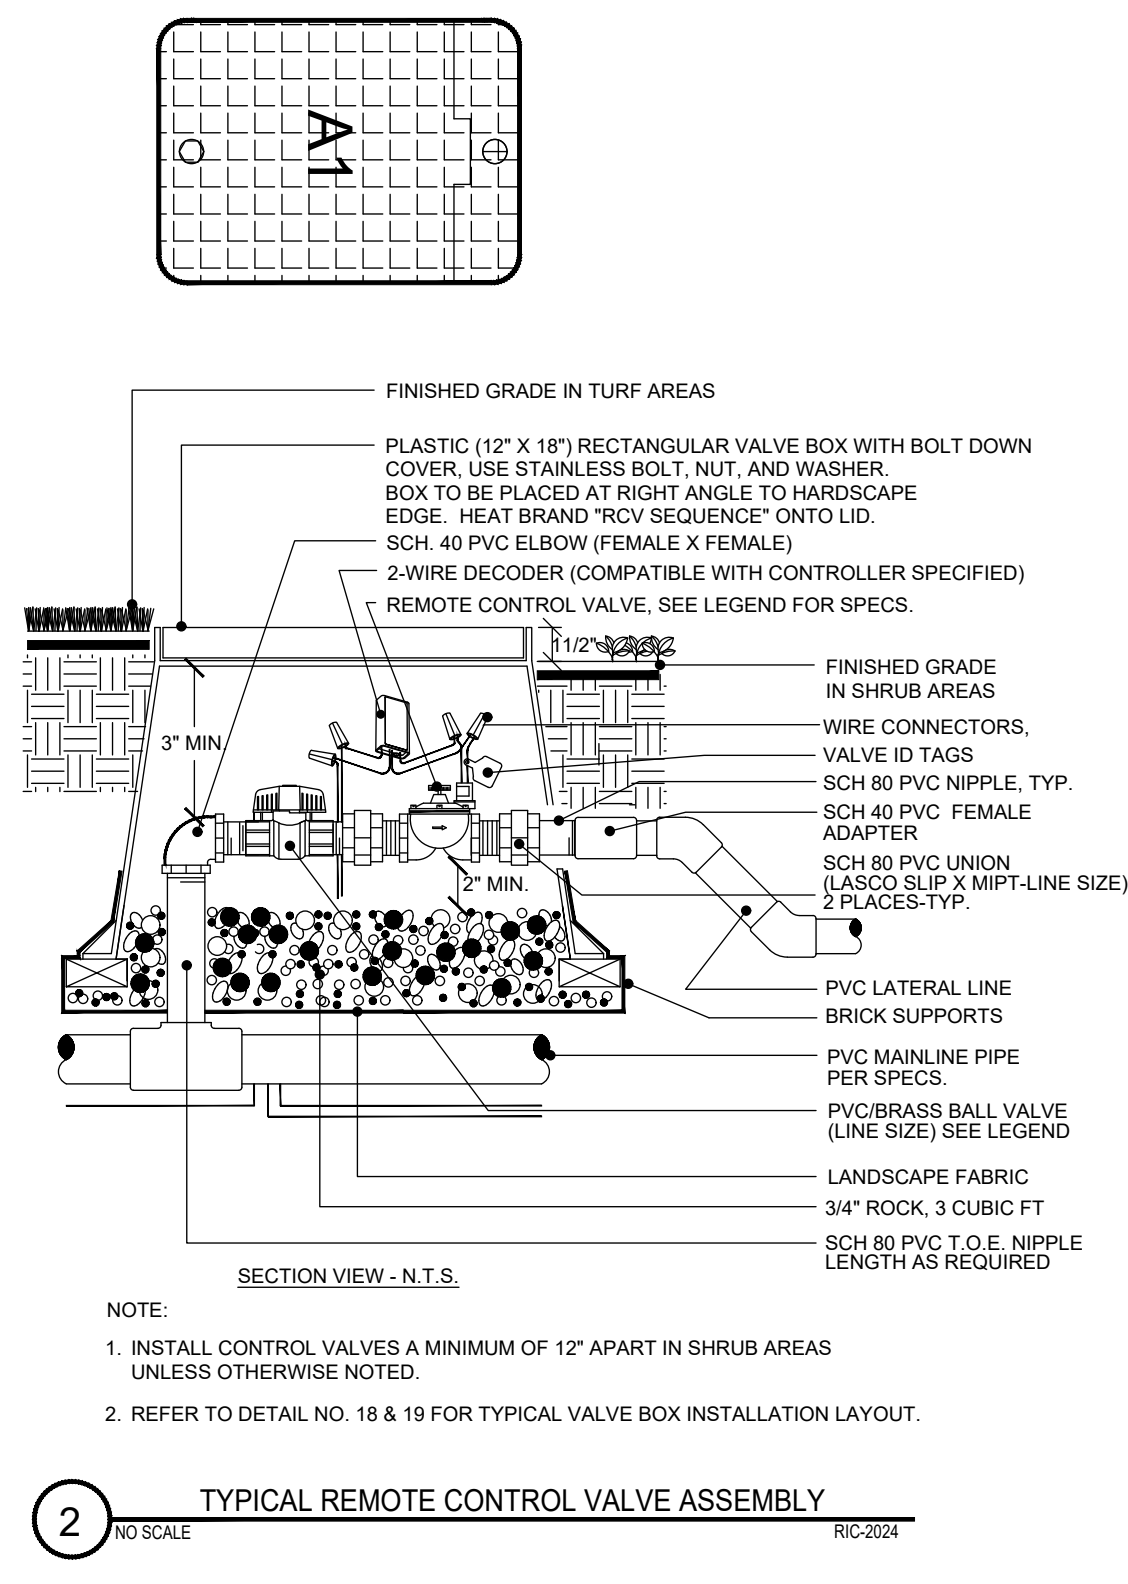 A1
FINISHED GRADE IN TURF AREAS
PLASTIC (12" X 18") RECTANGULAR VALVE BOX WITH BOLT DOWN
COVER, USE STAINLESS BOLT, NUT, AND WASHER.
BOX TO BE PLACED AT RIGHT ANGLE TO HARDSCAPE
EDGE. HEAT BRAND "RCV SEQUENCE" ONTO LID.
SCH. 40 PVC ELBOW (FEMALE X FEMALE)
2-WIRE DECODER (COMPATIBLE WITH CONTROLLER SPECIFIED)
REMOTE CONTROL VALVE, SEE LEGEND FOR SPECS.
11/2"
FINISHED GRADE
IN SHRUB AREAS
WIRE CONNECTORS,
3" MIN.
VALVE ID TAGS
SCH 80 PVC NIPPLE, TYP.
SCH 40 PVC FEMALE
ADAPTER
SCH 80 PVC UNION
(LASCO SLIP X MIPT-LINE SIZE)
2 PLACES-TYP.
2" MIN.
PVC LATERAL LINE
BRICK SUPPORTS
PVC MAINLINE PIPE
PER SPECS.
PVC/BRASS BALL VALVE
(LINE SIZE) SEE LEGEND
LANDSCAPE FABRIC
3/4" ROCK, 3 CUBIC FT
SCH 80 PVC T.O.E. NIPPLE
LENGTH AS REQUIRED
SECTION VIEW - N.T.S.
NOTE:
1. INSTALL CONTROL VALVES A MINIMUM OF 12" APART IN SHRUB AREAS
UNLESS OTHERWISE NOTED.
2. REFER TO DETAIL NO. 18 & 19 FOR TYPICAL VALVE BOX INSTALLATION LAYOUT.
2
TYPICAL REMOTE CONTROL VALVE ASSEMBLY
NO SCALE
RIC-2024